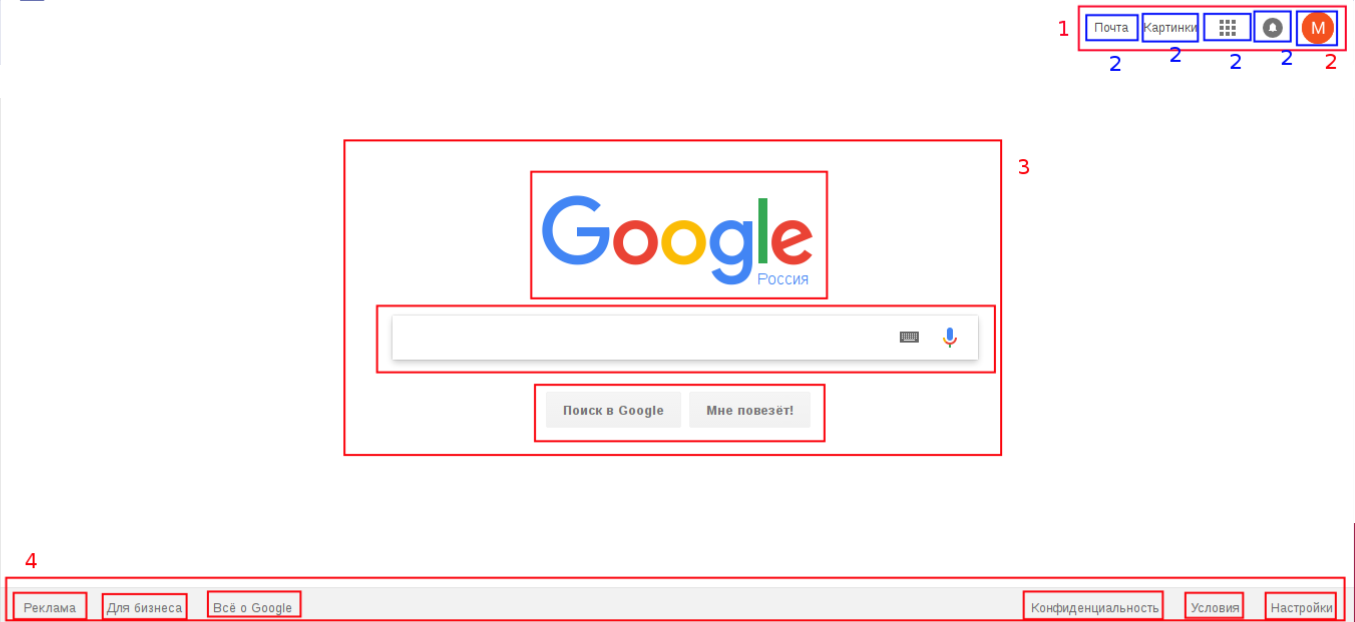 1 Почта Картинки M
2 2 2 2 2
3
Google
Россия
Поиск в Google Мне повезёт!
4
Реклама Для бизнеса Всё о Google Конфиденциальность Условия Настройки